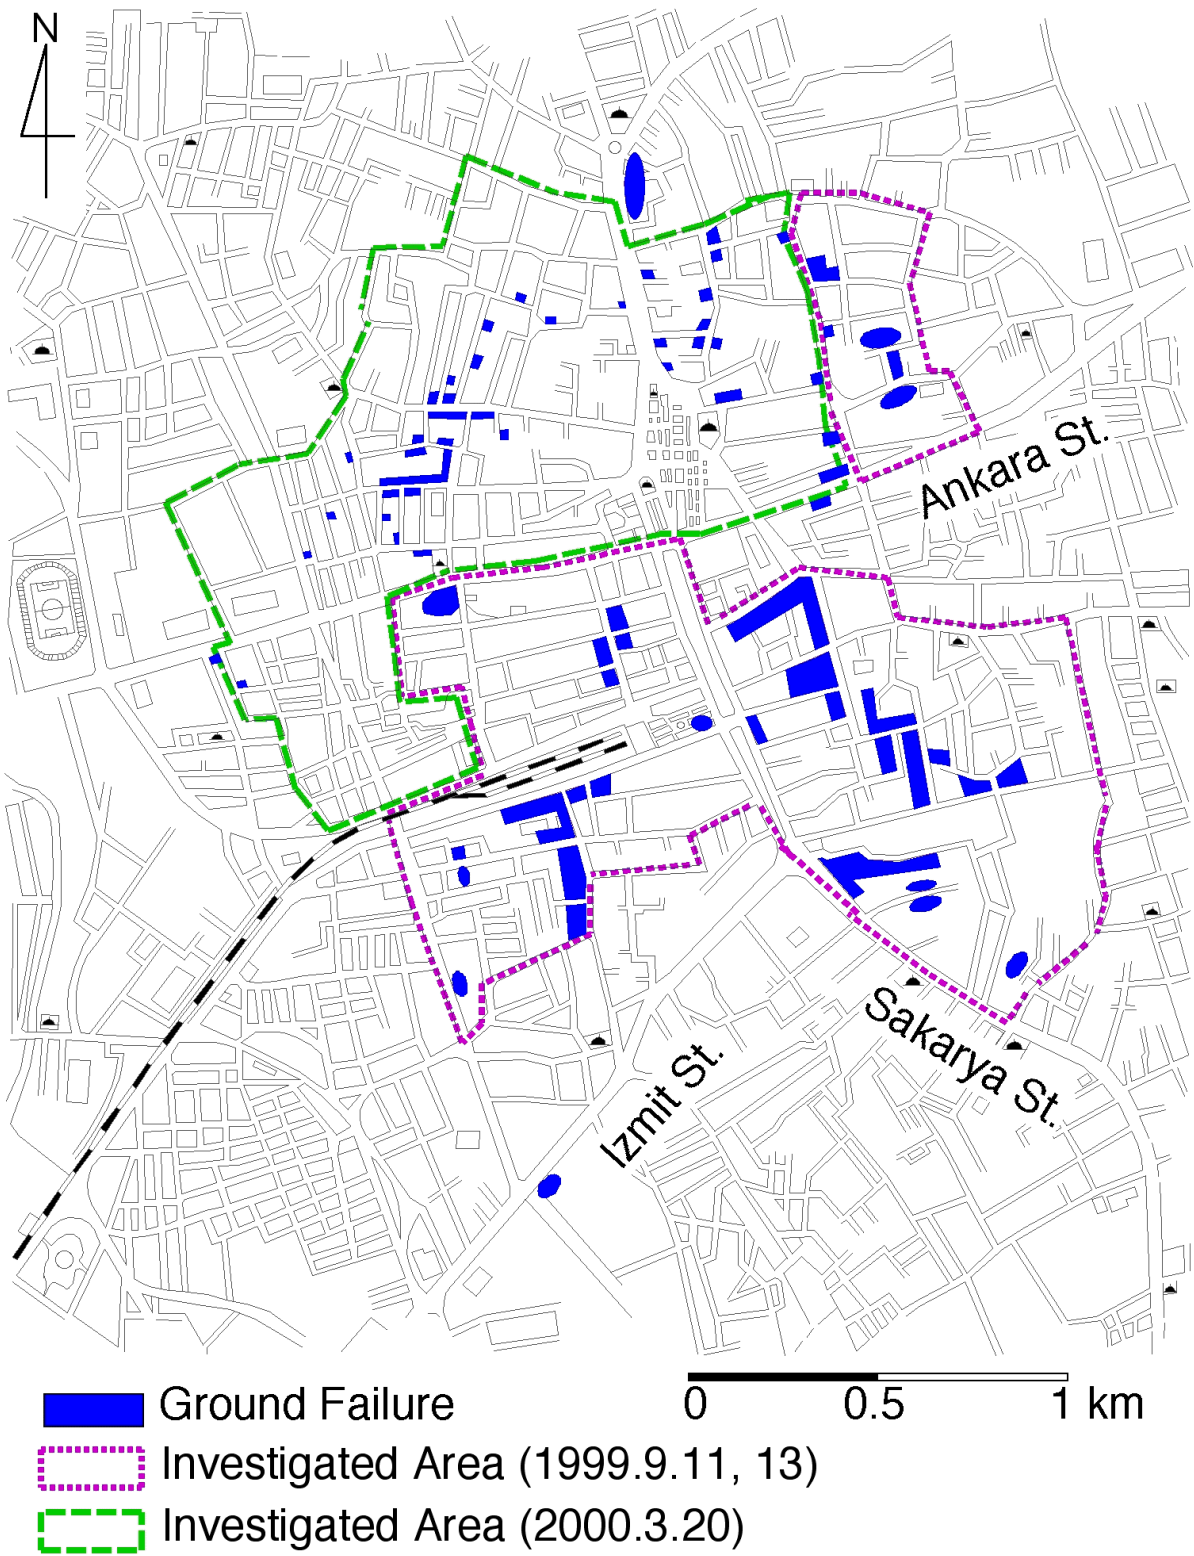 N
Ankara St.
Sakarya St.
Izmit St.
Ground Failure
0 0.5 1 km
Investigated Area (1999.9.11, 13)
Investigated Area (2000.3.20)